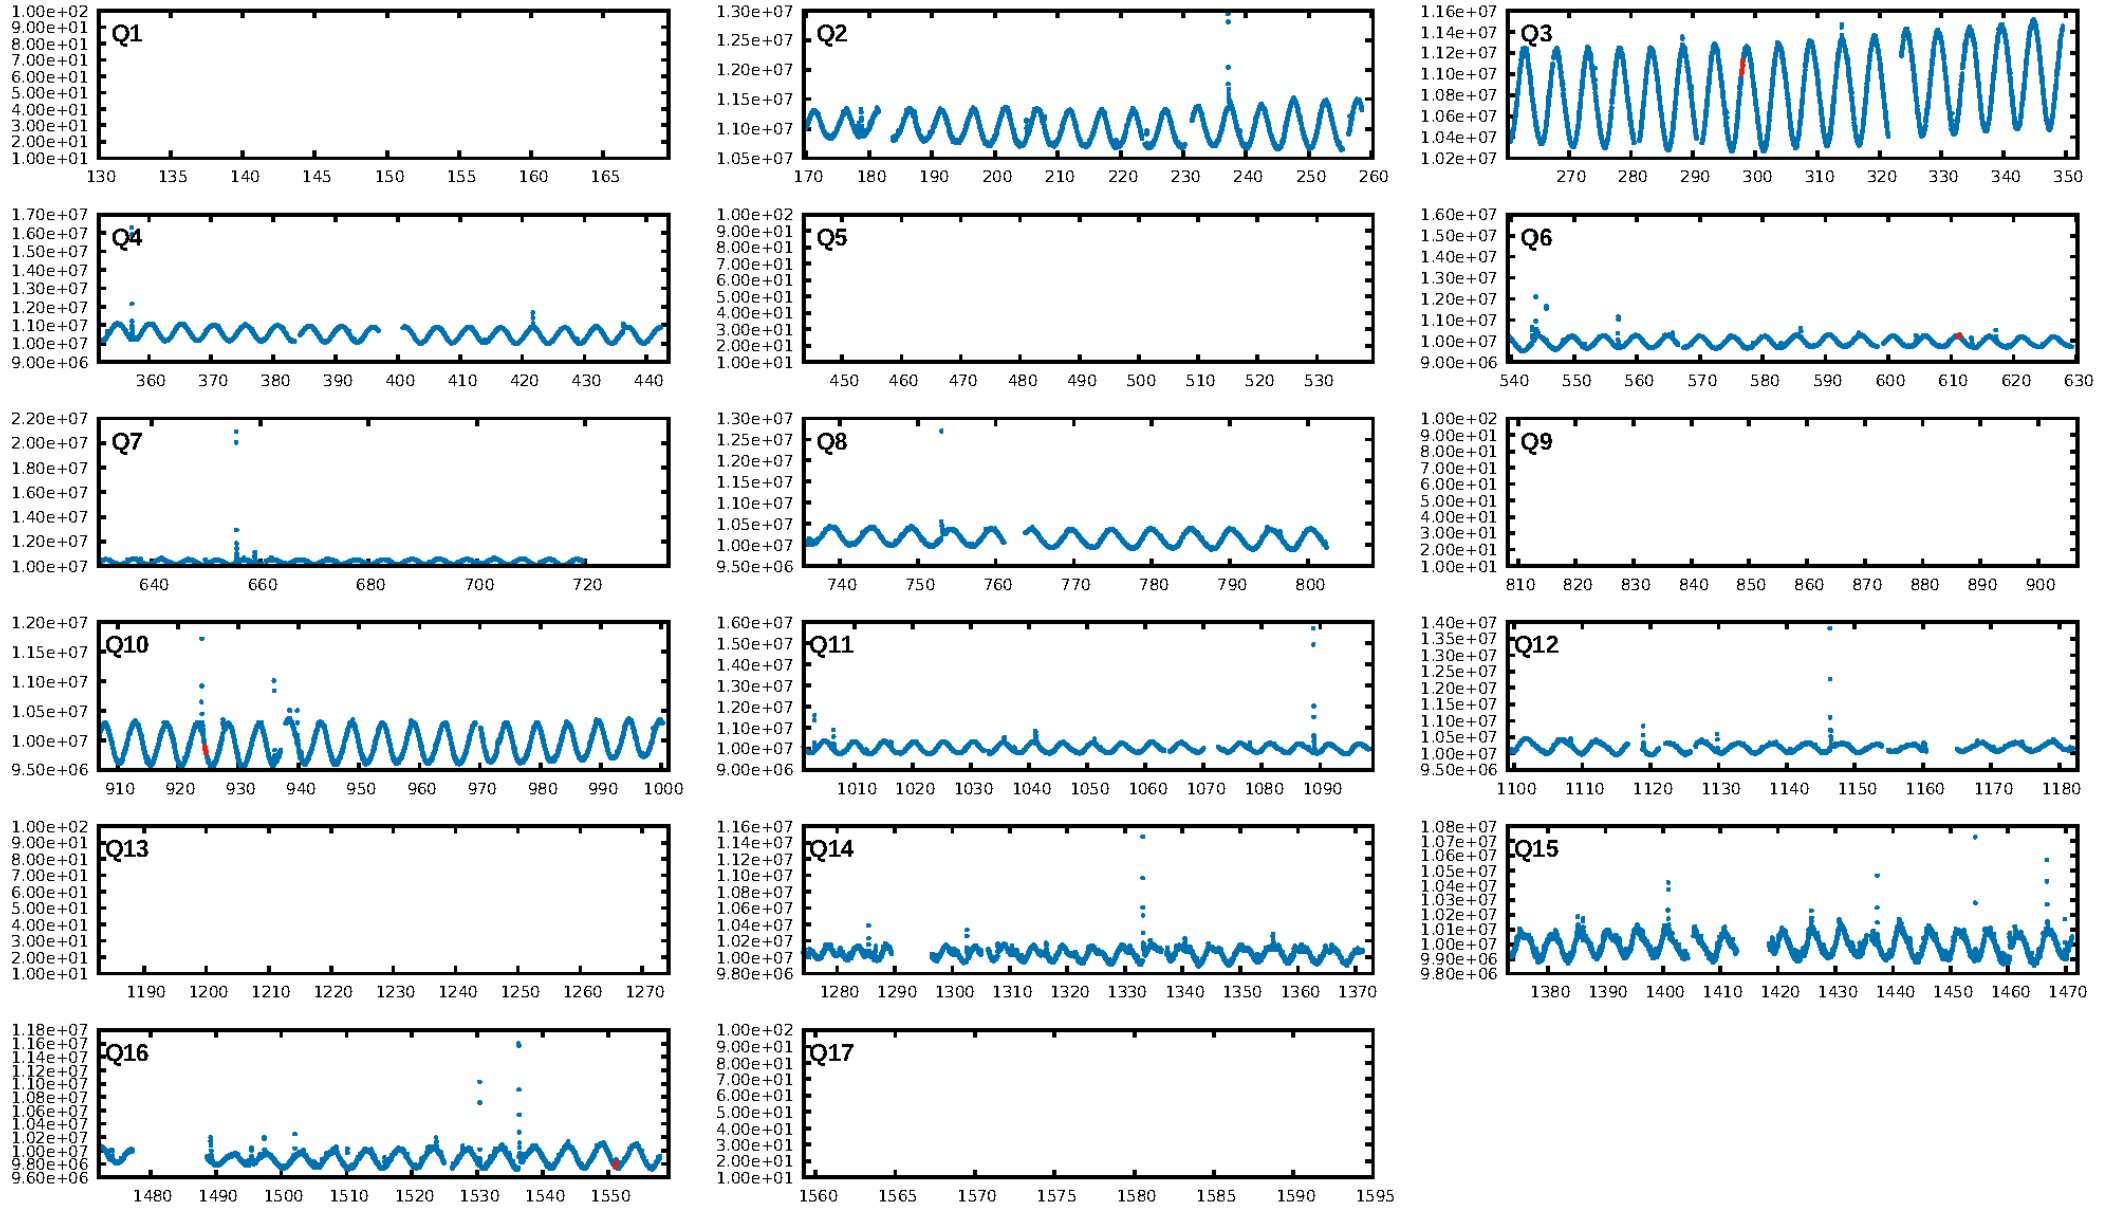 Q1
1.00e+02
9.00e+01
8.00e+01
7.00e+01
6.00e+01
5.00e+01
4.00e+01
3.00e+01
2.00e+01
1.00e+01
130 135 140 145 150 155 160 165
Q2
1.30e+07
1.25e+07
1.20e+07
1.15e+07
1.10e+07
1.05e+07
170 180 190 200 210 220 230 240 250 260
Q3
1.16e+07
1.14e+07
1.12e+07
1.10e+07
1.08e+07
1.06e+07
1.04e+07
1.02e+07
270 280 290 300 310 320 330 340 350
Q4
1.70e+07
1.60e+07
1.50e+07
1.40e+07
1.30e+07
1.20e+07
1.10e+07
1.00e+07
9.00e+06
360 370 380 390 400 410 420 430 440
Q5
1.00e+02
9.00e+01
8.00e+01
7.00e+01
6.00e+01
5.00e+01
4.00e+01
3.00e+01
2.00e+01
1.00e+01
450 460 470 480 490 500 510 520 530
Q6
1.60e+07
1.50e+07
1.40e+07
1.30e+07
1.20e+07
1.10e+07
1.00e+07
9.00e+06
540 550 560 570 580 590 600 610 620 630
Q7
2.20e+07
2.00e+07
1.80e+07
1.60e+07
1.40e+07
1.20e+07
1.00e+07
640 660 680 700 720
Q8
1.30e+07
1.25e+07
1.20e+07
1.15e+07
1.10e+07
1.05e+07
1.00e+07
9.50e+06
740 750 760 770 780 790 800
Q9
1.00e+02
9.00e+01
8.00e+01
7.00e+01
6.00e+01
5.00e+01
4.00e+01
3.00e+01
2.00e+01
1.00e+01
810 820 830 840 850 860 870 880 890 900
Q10
1.20e+07
1.15e+07
1.10e+07
1.05e+07
1.00e+07
9.50e+06
910 920 930 940 950 960 970 980 990 1000
Q11
1.60e+07
1.50e+07
1.40e+07
1.30e+07
1.20e+07
1.10e+07
1.00e+07
9.00e+06
1010 1020 1030 1040 1050 1060 1070 1080 1090
Q12
1.40e+07
1.35e+07
1.30e+07
1.25e+07
1.20e+07
1.15e+07
1.10e+07
1.05e+07
1.00e+07
9.50e+06
1100 1110 1120 1130 1140 1150 1160 1170 1180
Q13
1.00e+02
9.00e+01
8.00e+01
7.00e+01
6.00e+01
5.00e+01
4.00e+01
3.00e+01
2.00e+01
1.00e+01
1190 1200 1210 1220 1230 1240 1250 1260 1270
Q14
1.16e+07
1.14e+07
1.12e+07
1.10e+07
1.08e+07
1.06e+07
1.04e+07
1.02e+07
1.00e+07
9.80e+06
1280 1290 1300 1310 1320 1330 1340 1350 1360 1370
Q15
1.08e+07
1.07e+07
1.06e+07
1.05e+07
1.04e+07
1.03e+07
1.02e+07
1.01e+07
1.00e+07
9.90e+06
9.80e+06
1380 1390 1400 1410 1420 1430 1440 1450 1460 1470
Q16
1.18e+07
1.16e+07
1.14e+07
1.12e+07
1.10e+07
1.08e+07
1.06e+07
1.04e+07
1.02e+07
1.00e+07
9.80e+06
9.60e+06
1480 1490 1500 1510 1520 1530 1540 1550
Q17
1.00e+02
9.00e+01
8.00e+01
7.00e+01
6.00e+01
5.00e+01
4.00e+01
3.00e+01
2.00e+01
1.00e+01
1560 1565 1570 1575 1580 1585 1590 1595